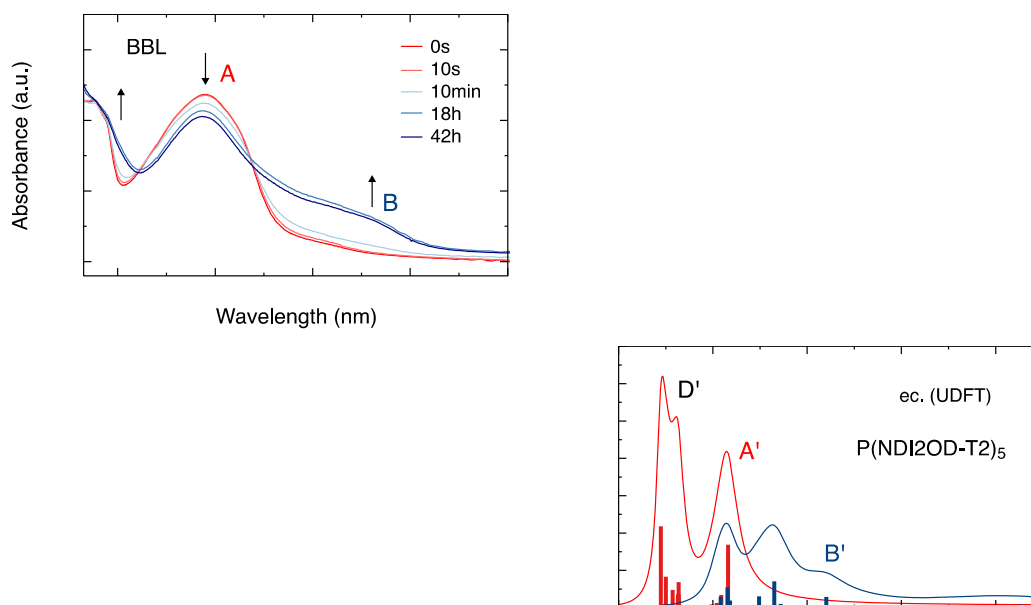 BBL
A
0s
10s
10min
18h
42h
B
Absorbance (a.u.)
Wavelength (nm)
D'
ec. (UDFT)
A'
P(NDI2OD-T2)5
B'